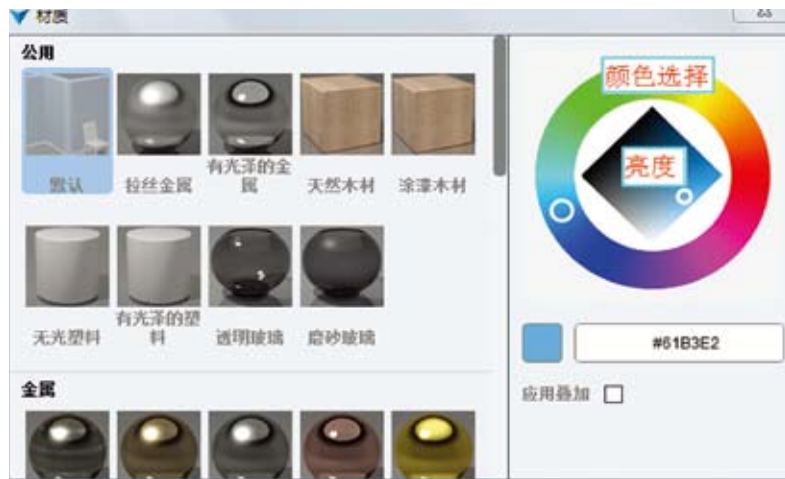 材质
公用
默认
拉丝金属
有光泽的金
属
天然木材
涂漆木材
无光塑料
有光泽的塑
料
透明玻璃
磨砂玻璃
金属
颜色选择
亮度
#61B3E2
应用叠加